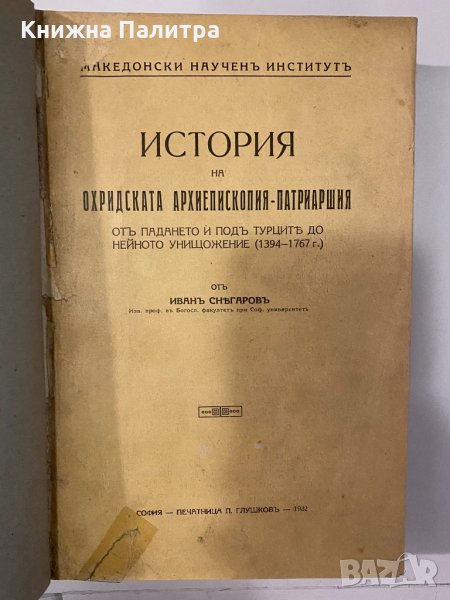 Книжна Палитра
МАКЕДОНСКИ НАУЧЕНЪ ИНСТИТУТЪ
ИСТОРИЯ
НА
ОХРИДСКАТА АРХИЕПИСКОПИЯ-ПАТРИАРШИЯ
ОТЪ ПАДАНЕТО Ѝ ПОДЪ ТУРЦИТѢ ДО
НЕЙНОТО УНИЩОЖЕНИЕ (1394—1767 г.)
ОТЪ
ИВАНЪ СНѢГАРОВЪ
Изв. проф. въ Богосл. факултетъ при Соф. университетъ
СОФИЯ — ПЕЧАТНИЦА П. ГЛУШКОВЪ — 1932
BAZAR